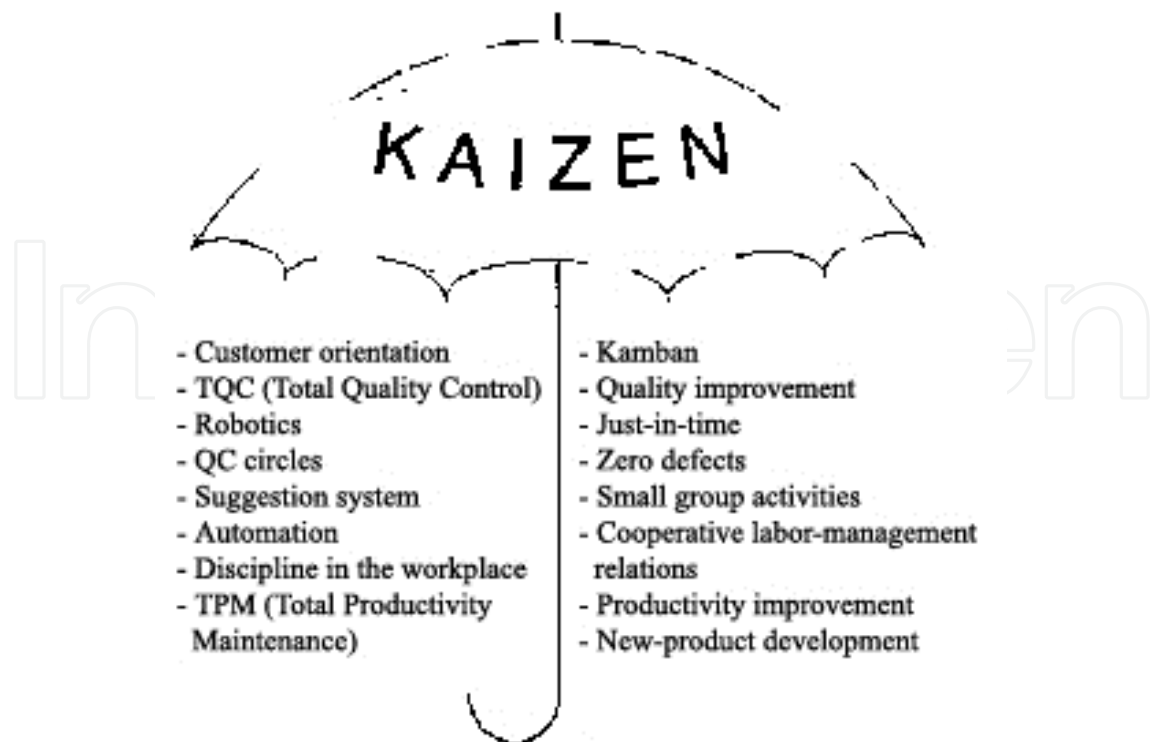 KAIZEN
- Customer orientation
- TQC (Total Quality Control)
- Robotics
- QC circles
- Suggestion system
- Automation
- Discipline in the workplace
- TPM (Total Productivity
Maintenance)
- Kamban
- Quality improvement
- Just-in-time
- Zero defects
- Small group activities
- Cooperative labor-management
relations
- Productivity improvement
- New-product development